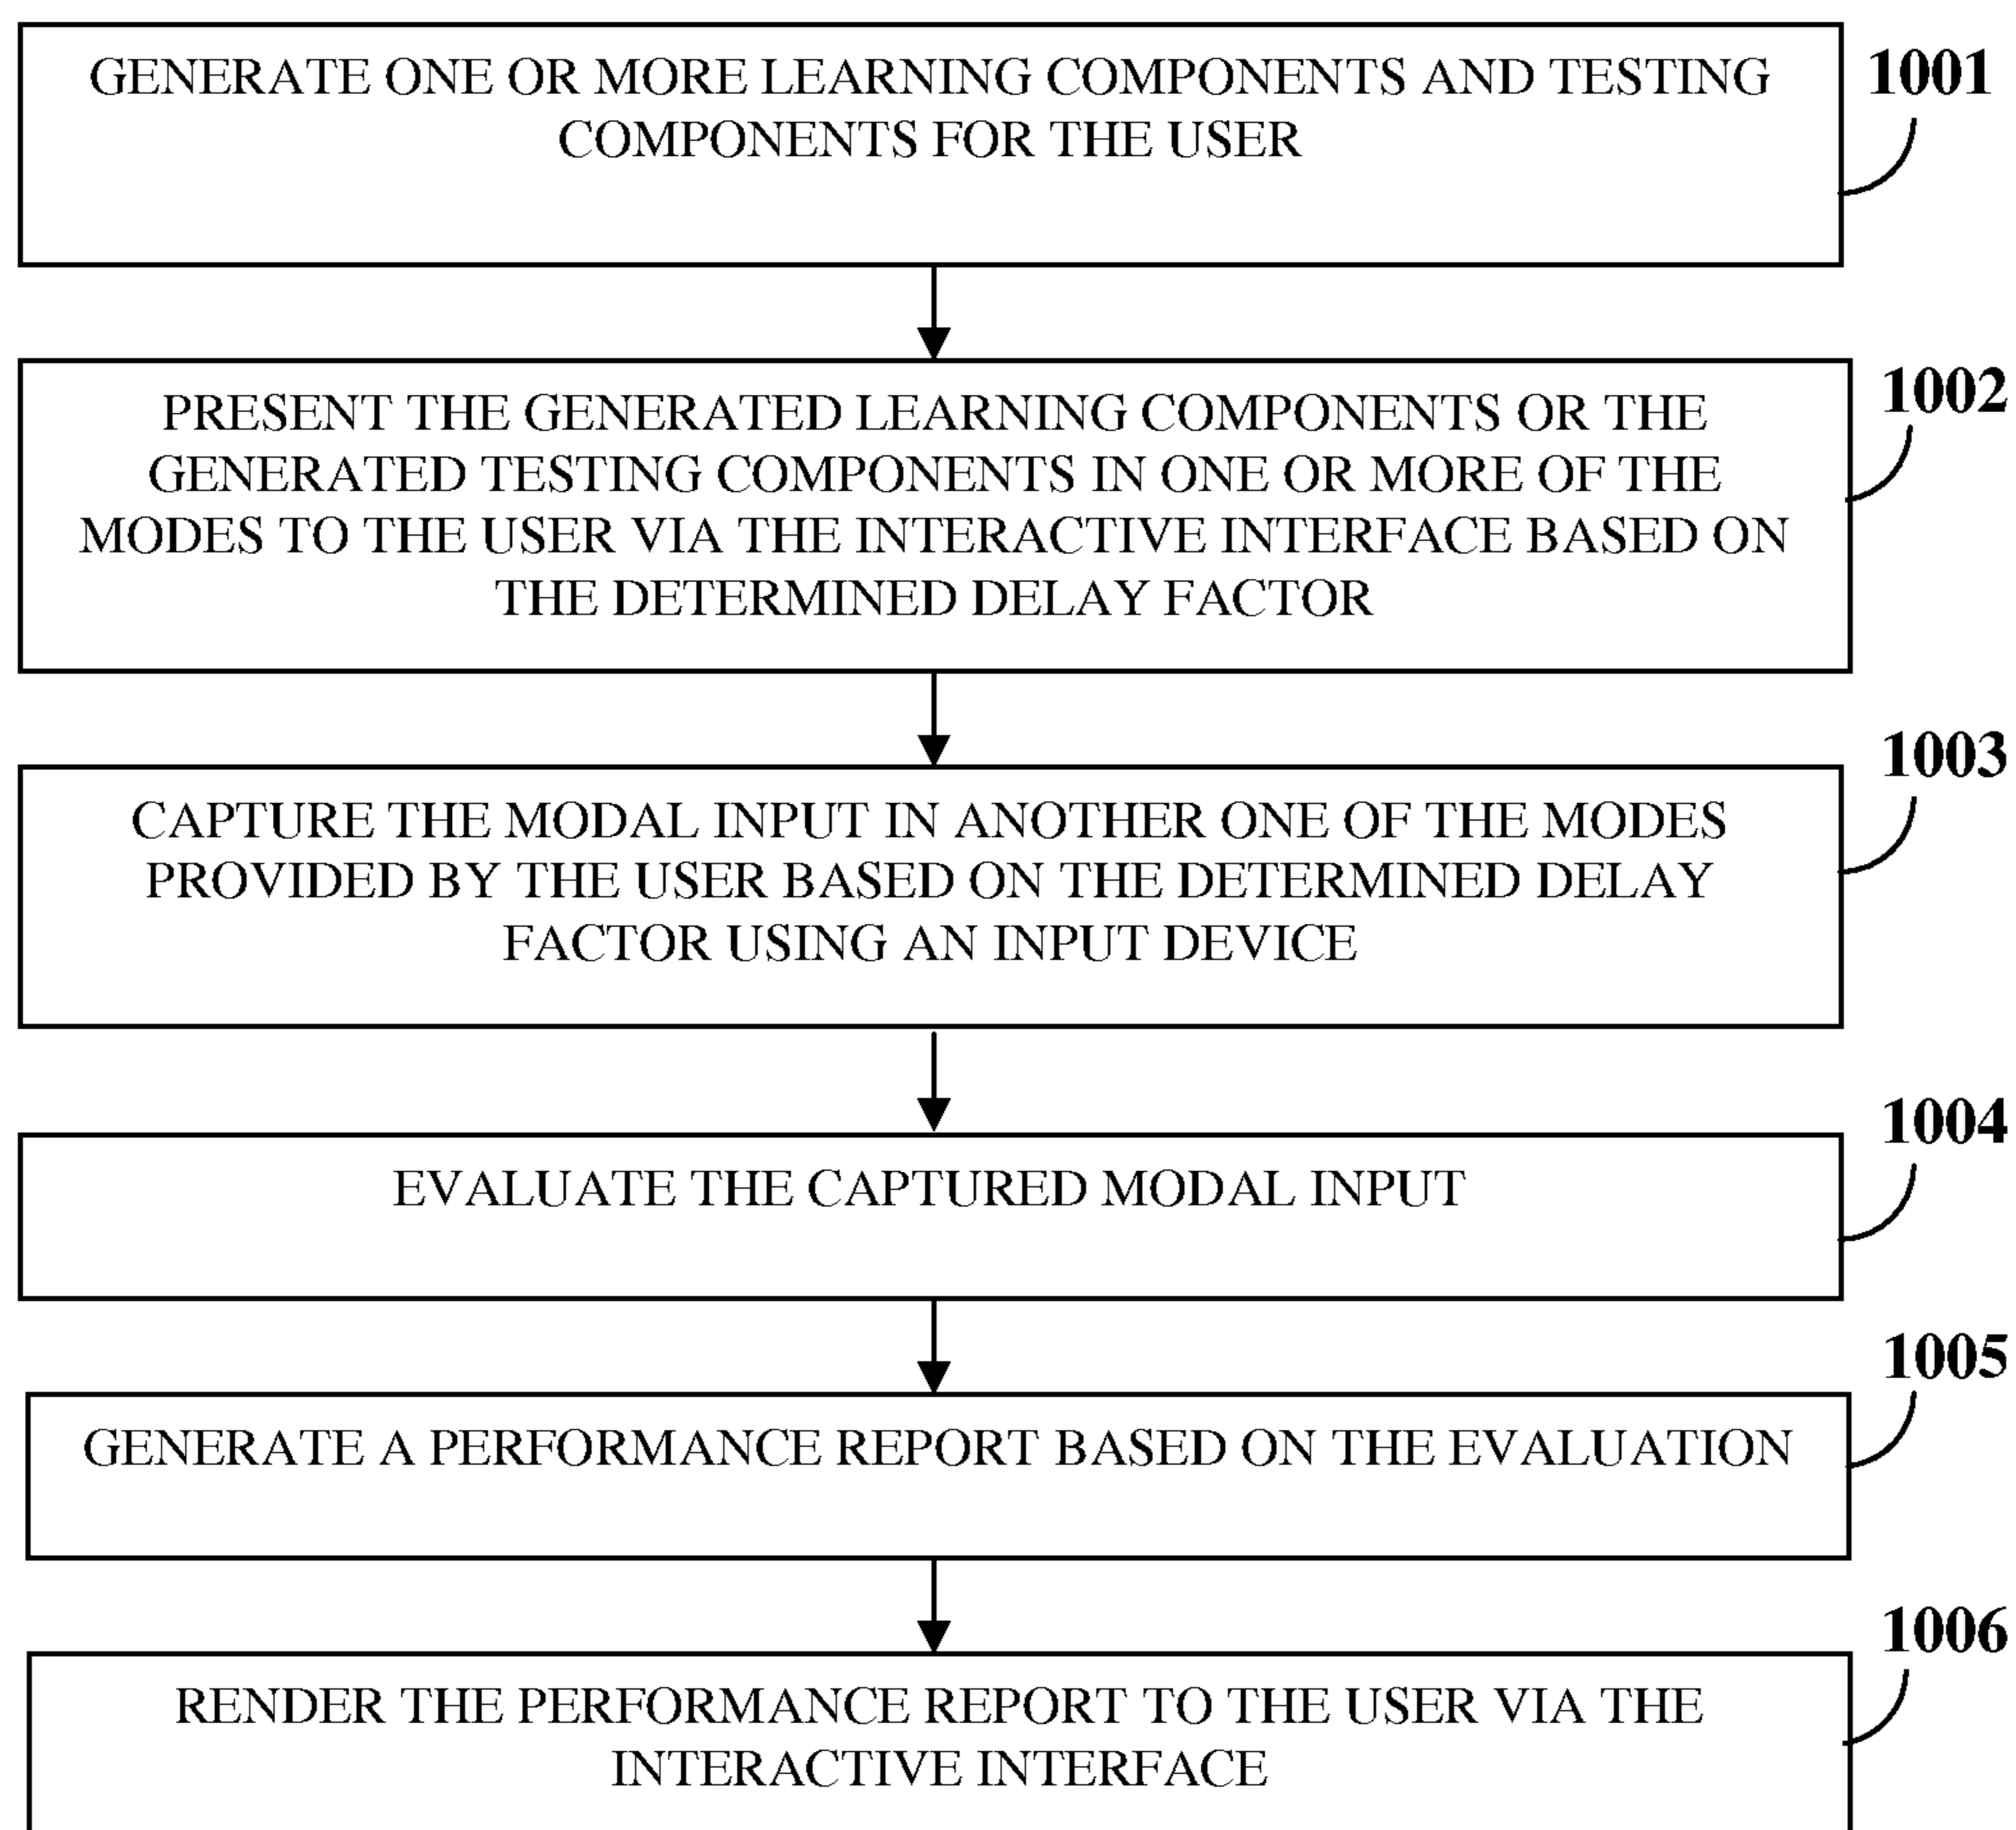 GENERATE ONE OR MORE LEARNING COMPONENTS AND TESTING
COMPONENTS FOR THE USER
1001
PRESENT THE GENERATED LEARNING COMPONENTS OR THE
GENERATED TESTING COMPONENTS IN ONE OR MORE OF THE
MODES TO THE USER VIA THE INTERACTIVE INTERFACE BASED ON
THE DETERMINED DELAY FACTOR
1002
CAPTURE THE MODAL INPUT IN ANOTHER ONE OF THE MODES
PROVIDED BY THE USER BASED ON THE DETERMINED DELAY
FACTOR USING AN INPUT DEVICE
1003
EVALUATE THE CAPTURED MODAL INPUT
1004
GENERATE A PERFORMANCE REPORT BASED ON THE EVALUATION
1005
RENDER THE PERFORMANCE REPORT TO THE USER VIA THE
INTERACTIVE INTERFACE
1006